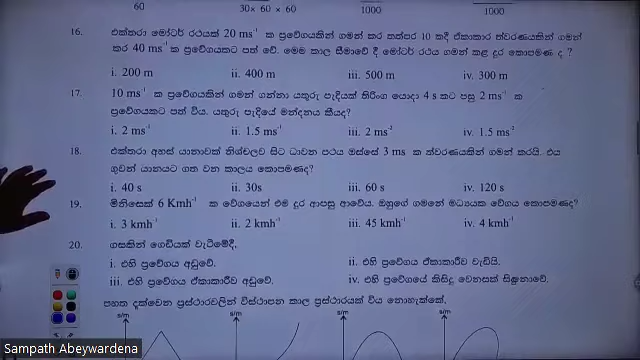 60 30x 60 x 60 1000 1000
16. එක්තරා මෝටර් රථයක් 20 ms⁻¹ ක ප්‍රවේගයකින් ගමන් කර තත්පර 10 කදී ඒකාකාර ත්වරණයකින් ගමන්
කර 40 ms⁻¹ ක ප්‍රවේගයකට පත් වේ. මෙම කාල සීමාවේ දී මෝටර් රථය ගමන් කළ දුර කොපමණ ද ?
i. 200 m ii. 400 m iii. 500 m iv. 300 m
17. 10 ms⁻¹ ක ප්‍රවේගයකින් ගමන් ගන්නා යතුරු පැදියක් තිරිංග යොදා 4 s කට පසු 2 ms⁻¹ ක
ප්‍රවේගයකට පත් විය. යතුරු පැදියේ මන්දනය කීයද?
i. 2 ms⁻¹ ii. 1.5 ms⁻¹ iii. 2 ms⁻² iv. 1.5 ms⁻²
18. එක්තරා අහස් යානාවක් නිශ්චලව සිට ධාවන පථය ඔස්සේ 3 ms ක ත්වරණයකින් ගමන් කරයි. එය
ගුවන් යානයට ගත වන කාලය කොපමණද?
i. 40 s ii. 30s iii. 60 s iv. 120 s
19. මිනිසෙක් 6 Kmh⁻¹ ක වේගයෙන් එම දුර ආපසු ආවේය. ඔහුගේ ගමනේ මධ්‍යයක වේගය කොපමණද?
i. 3 kmh⁻¹ ii. 2 kmh⁻¹ iii. 45 kmh⁻¹ iv. 4 kmh⁻¹
20. ගසකින් ගෙඩියක් වැටීමේදී,
i. එහි ප්‍රවේගය අඩුවේ. ii. එහි ප්‍රවේගය ඒකාකාරීව වැඩියි.
iii. එහි ප්‍රවේගය ඒකාකාරීව අඩුවේ. iv. එහි ප්‍රවේගයේ කිසිදු වෙනසක් සිදුනොවේ.
පහත දැක්වෙන ප්‍රස්ථාරවලින් විස්ථාපන කාල ප්‍රස්ථාරයක් විය නොහැක්කේ,
s/m s/m s/m s/m
Sampath Abeywardena